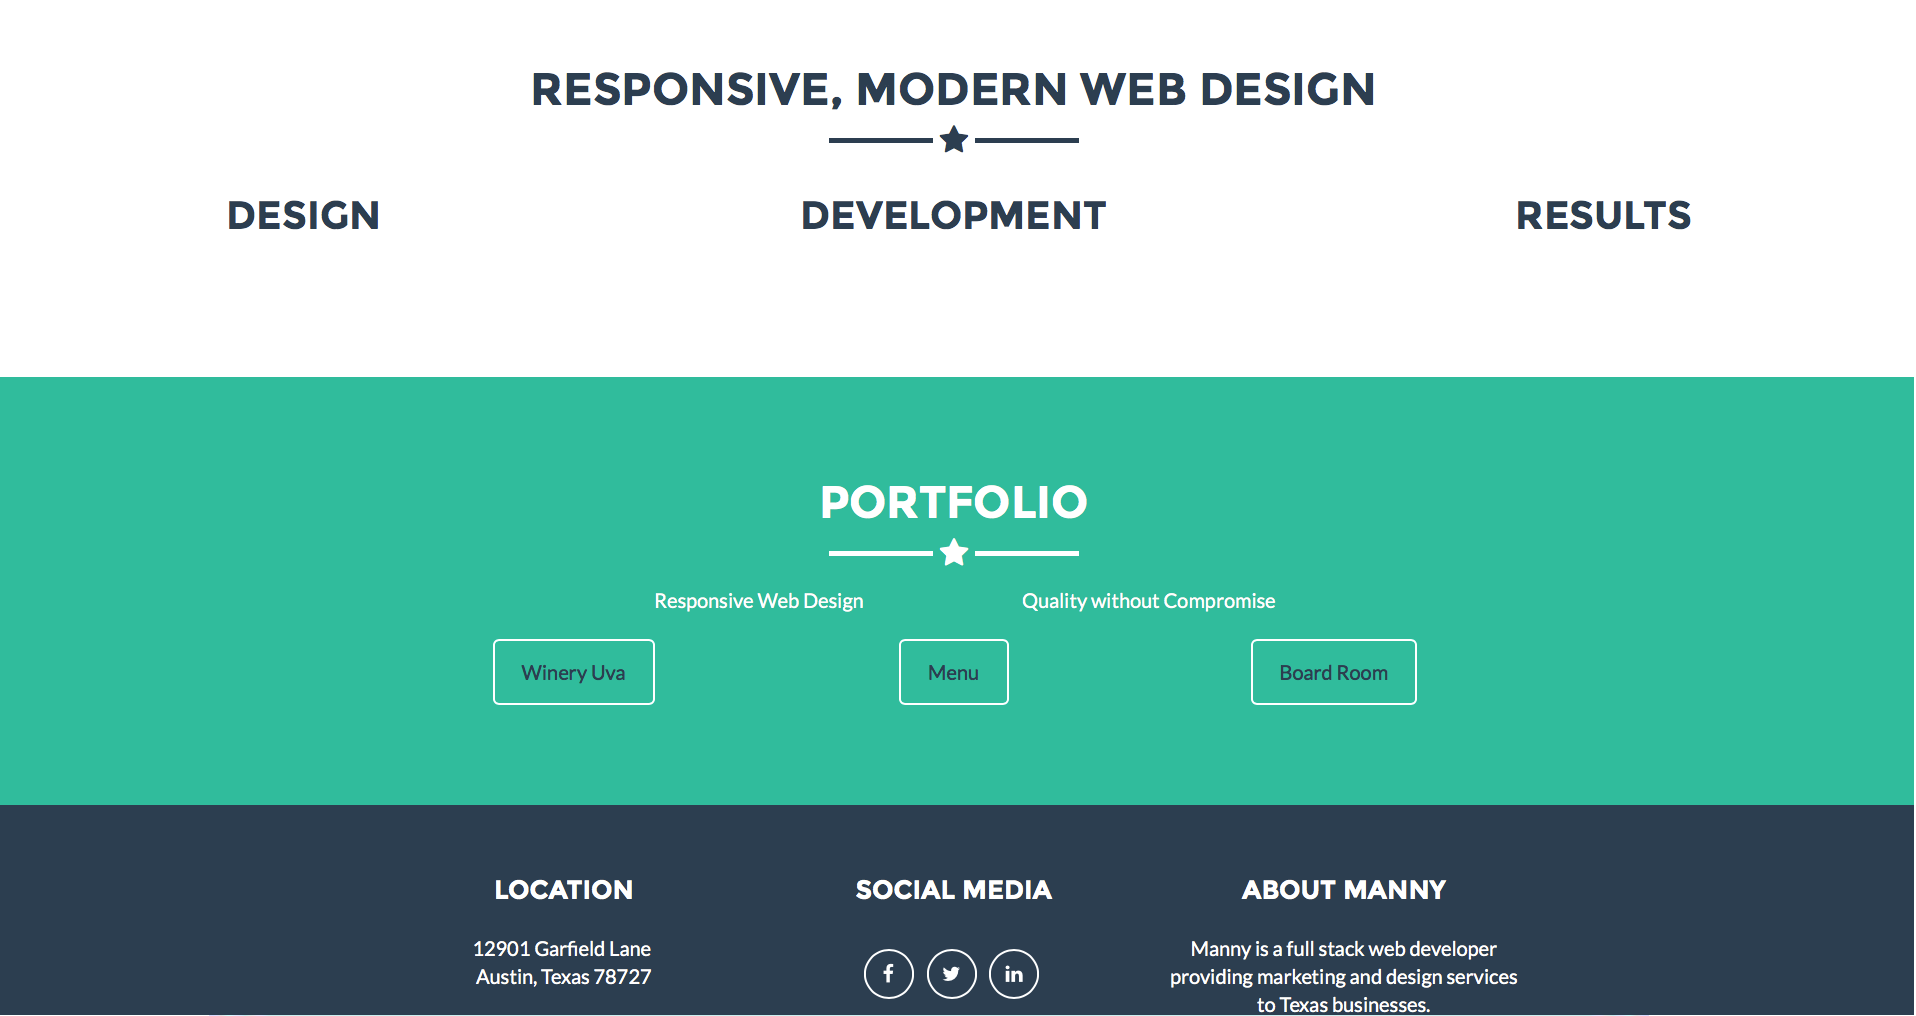 RESPONSIVE, MODERN WEB DESIGN
DESIGN
DEVELOPMENT
RESULTS
PORTFOLIO
Responsive Web Design
Quality without Compromise
Winery Uva
Menu
Board Room
LOCATION
12901 Garfield Lane
Austin, Texas 78727
SOCIAL MEDIA
ABOUT MANNY
Manny is a full stack web developer
providing marketing and design services
to Texas businesses.